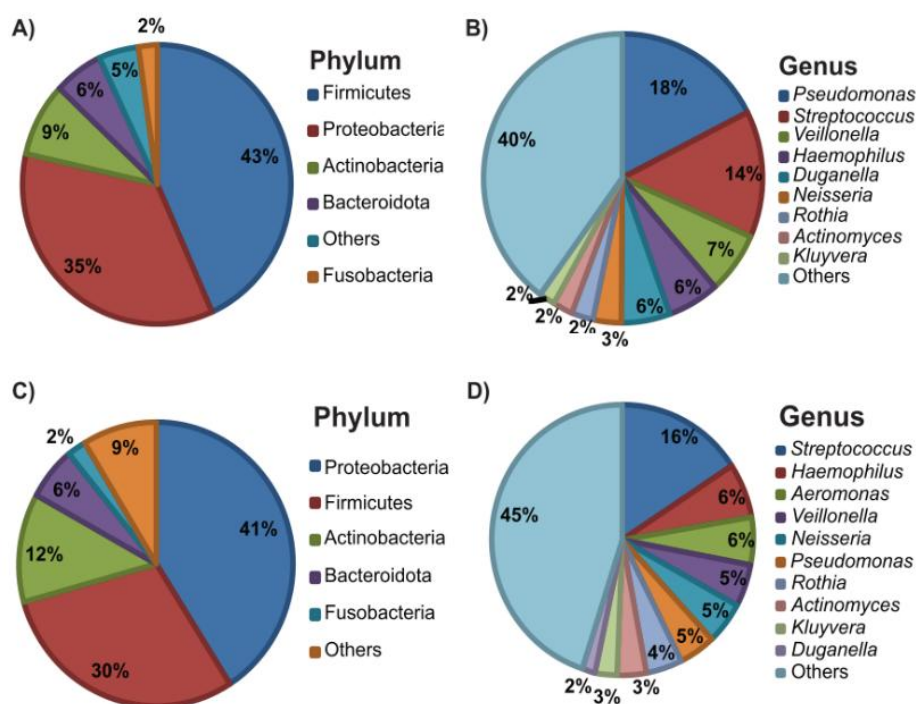 A)
2%
5%
6%
9%
43%
35%
Phylum
Firmicutes
Proteobacteria
Actinobacteria
Bacteroidota
Others
Fusobacteria
B)
18%
14%
7%
6%
6%
3%
2%
2%
2%
40%
Genus
Pseudomonas
Streptococcus
Veillonella
Haemophilus
Duganella
Neisseria
Rothia
Actinomyces
Kluyvera
Others
C)
2%
9%
6%
12%
41%
30%
Phylum
Proteobacteria
Firmicutes
Actinobacteria
Bacteroidota
Fusobacteria
Others
D)
16%
6%
6%
5%
5%
5%
4%
3%
3%
2%
45%
Genus
Streptococcus
Haemophilus
Aeromonas
Veillonella
Neisseria
Pseudomonas
Rothia
Actinomyces
Kluyvera
Duganella
Others